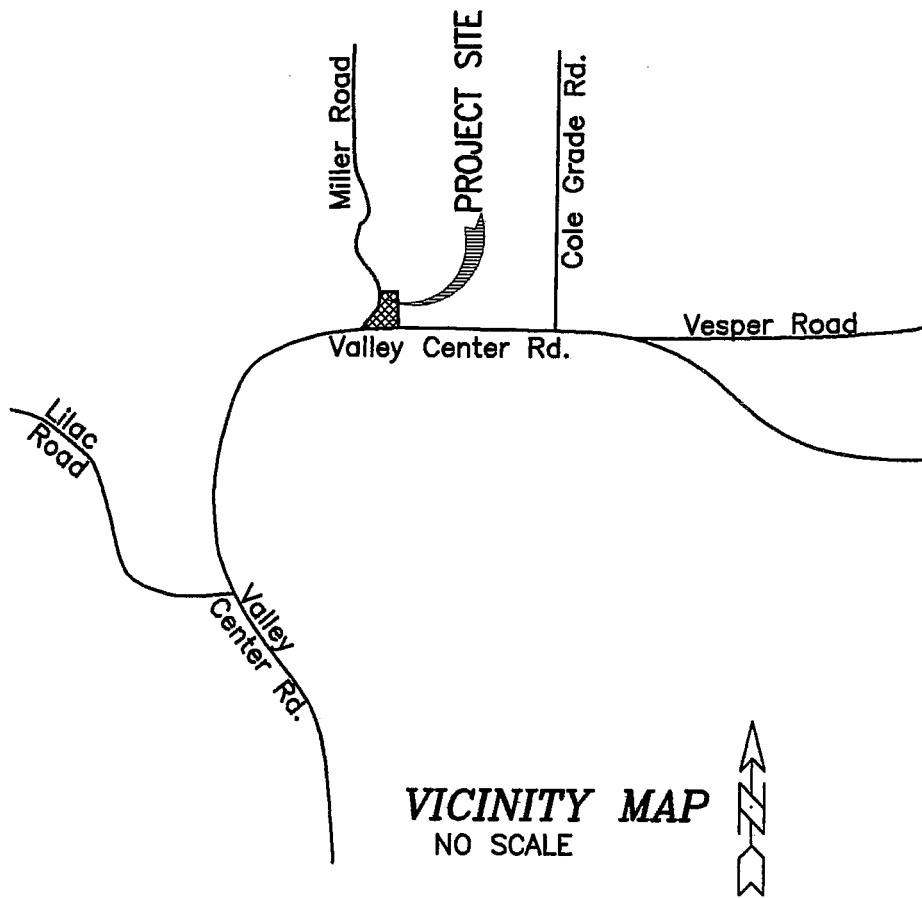 Miller Road
PROJECT SITE
Cole Grade Rd.
Vesper Road
Valley Center Rd.
Lilac
Road
Valley
Center Rd.
VICINITY MAP
NO SCALE
N